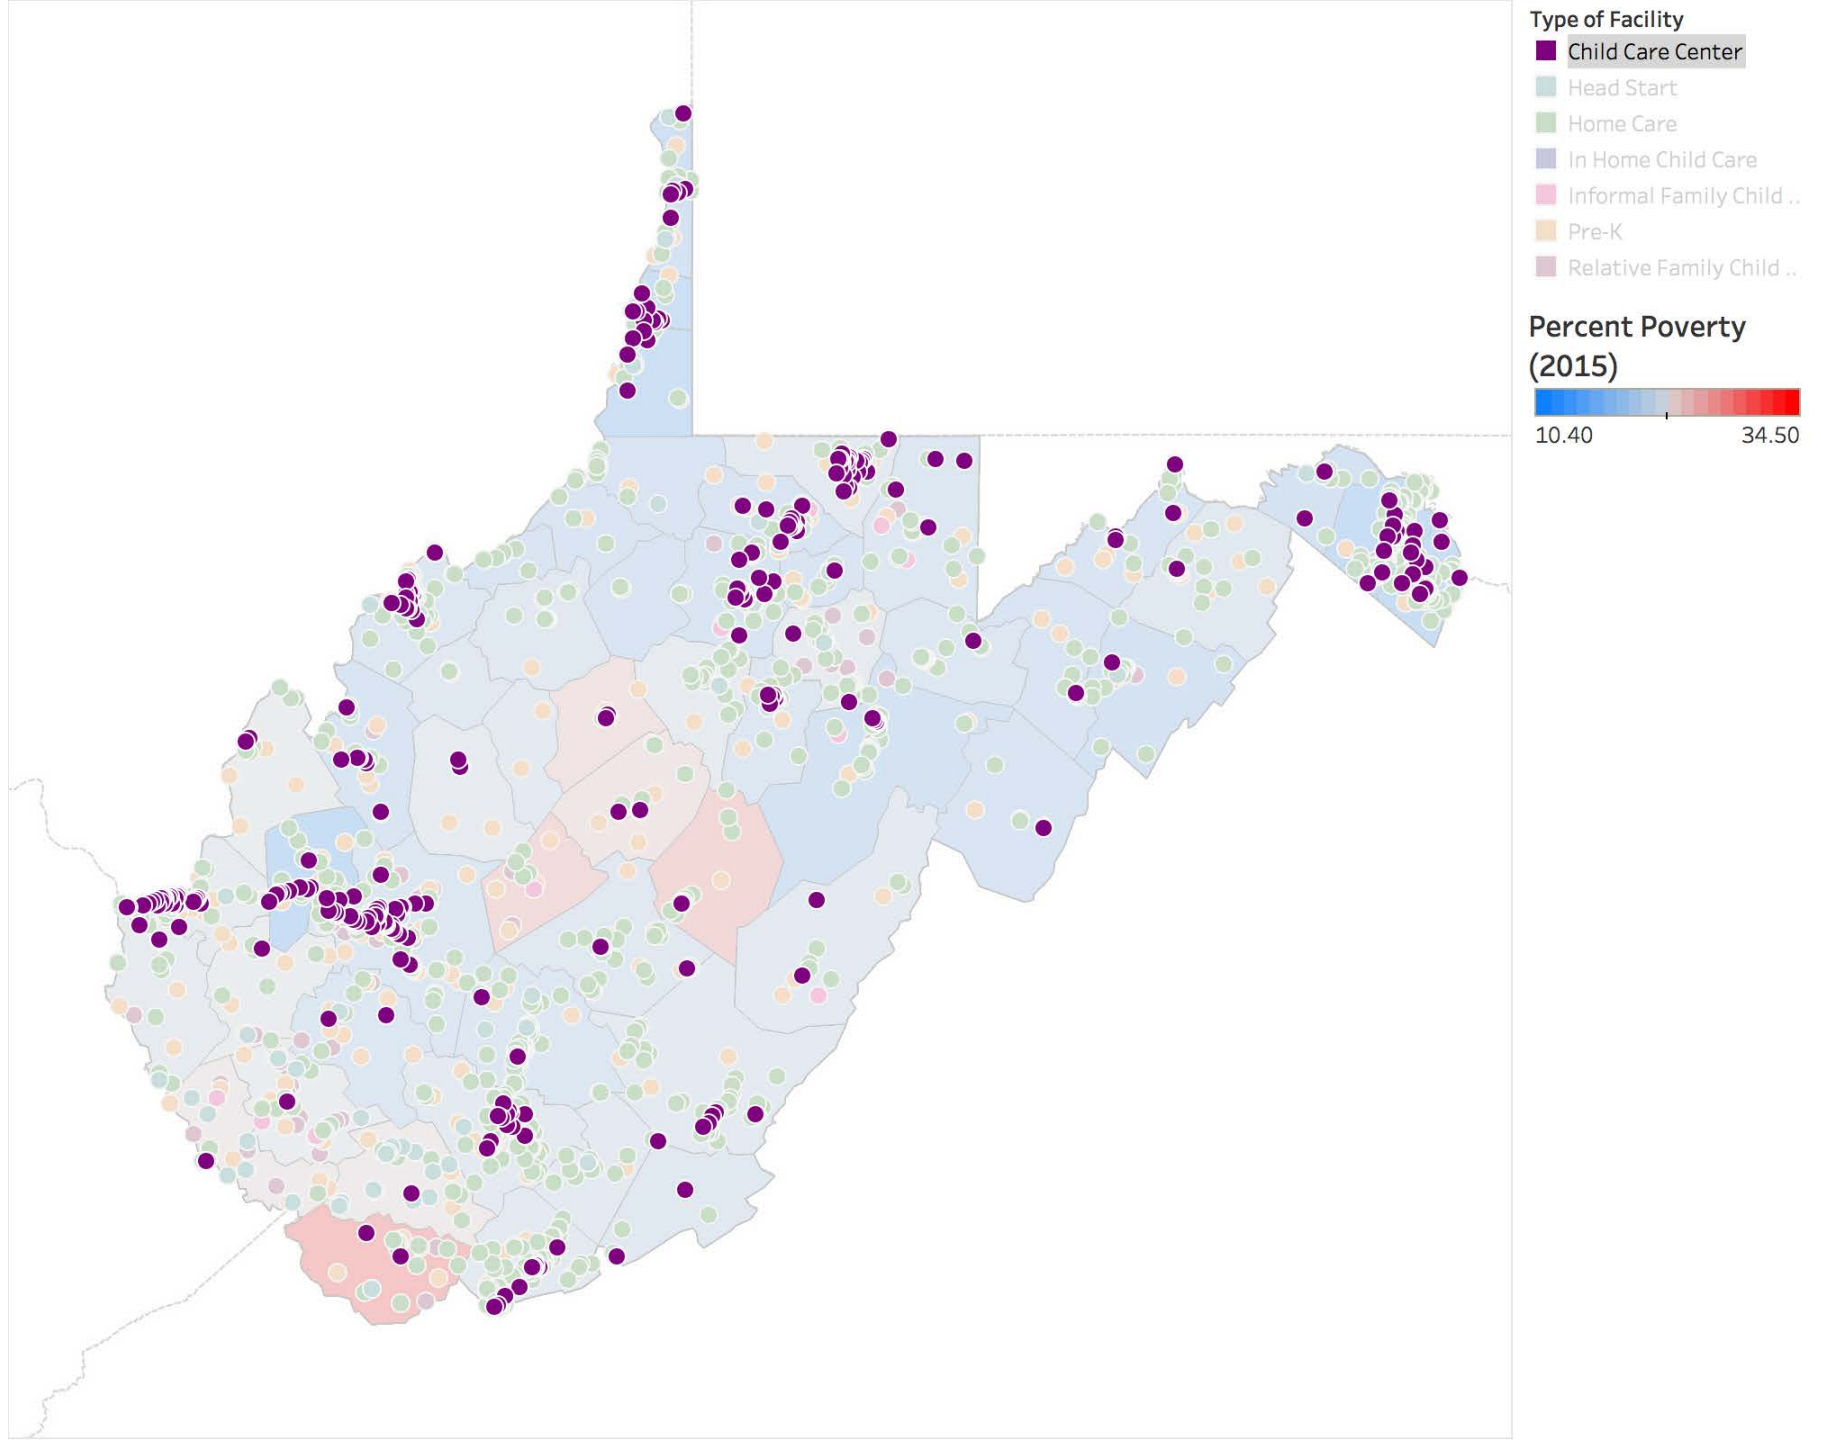 Type of Facility
Child Care Center
Head Start
Home Care
In Home Child Care
Informal Family Child ..
Pre-K
Relative Family Child ..
Percent Poverty
(2015)
10.40 34.50